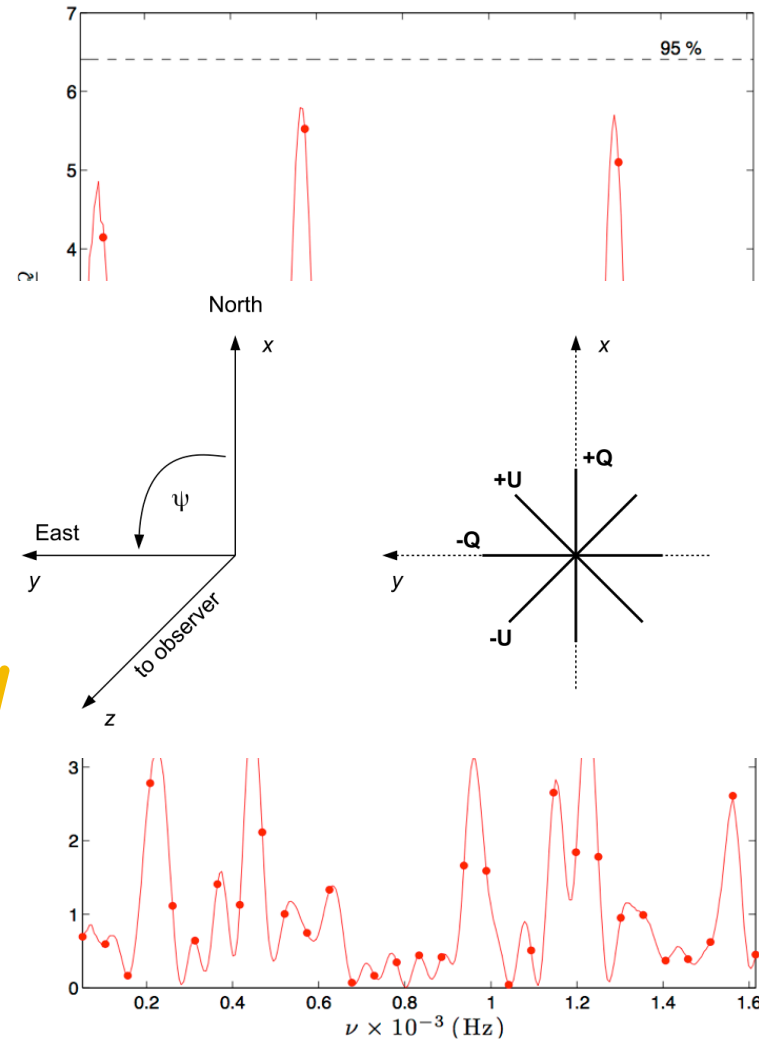 7
95 %
6
5
4
North
x
x
+Q
+U
ψ
East
-Q
y
y
to observer
-U
z
3
2
1
0
0.2 0.4 0.6 0.8 1 1.2 1.4 1.6
ν × 10⁻³ (Hz)